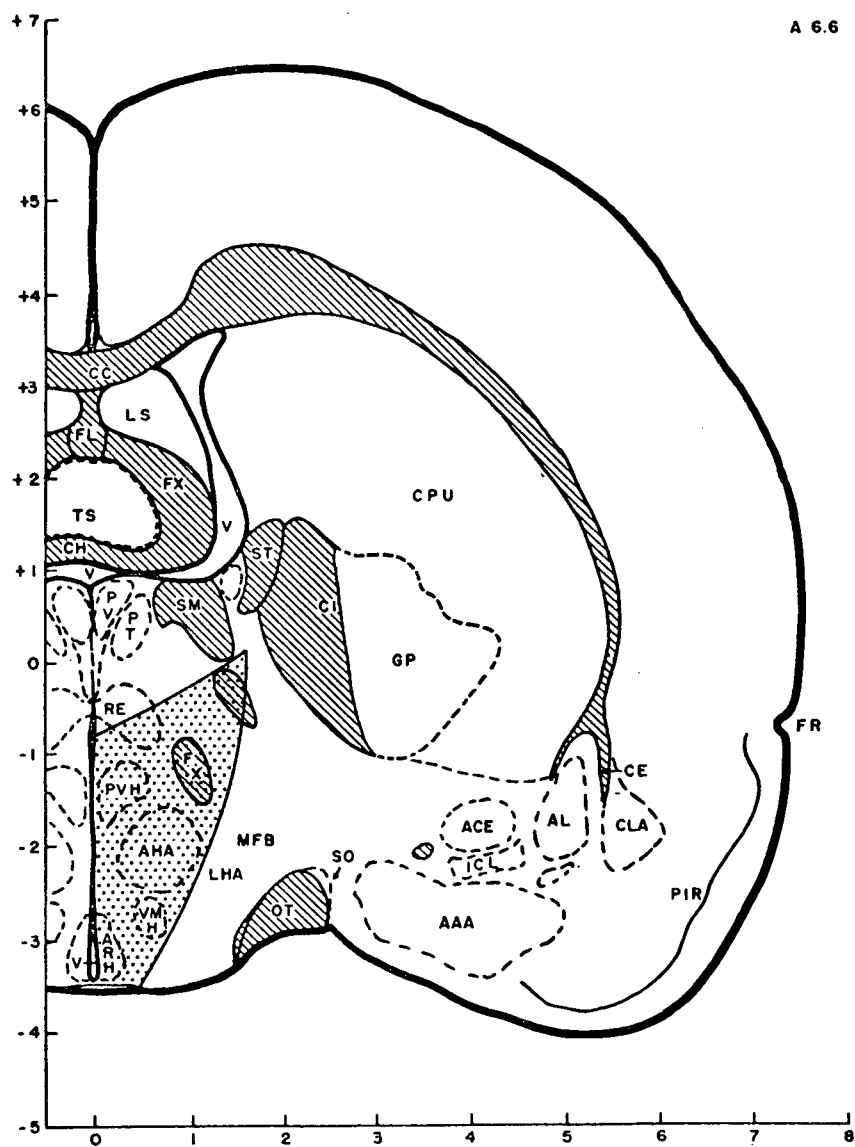 +7
A 6.6
+6
+5
+4
CC
+3
LS
FL
+2
FX
CPU
TS
V
CH
ST
+1
V
P V
P T
SM
CI
0
GP
RE
FR
-1
FX
CE
PVH
ACE
AL
CLA
-2
AHA
MFB
SO
ICL
LHA
PIR
VM H
OT
AAA
-3
V
A R H
-4
-5
0 1 2 3 4 5 6 7 8